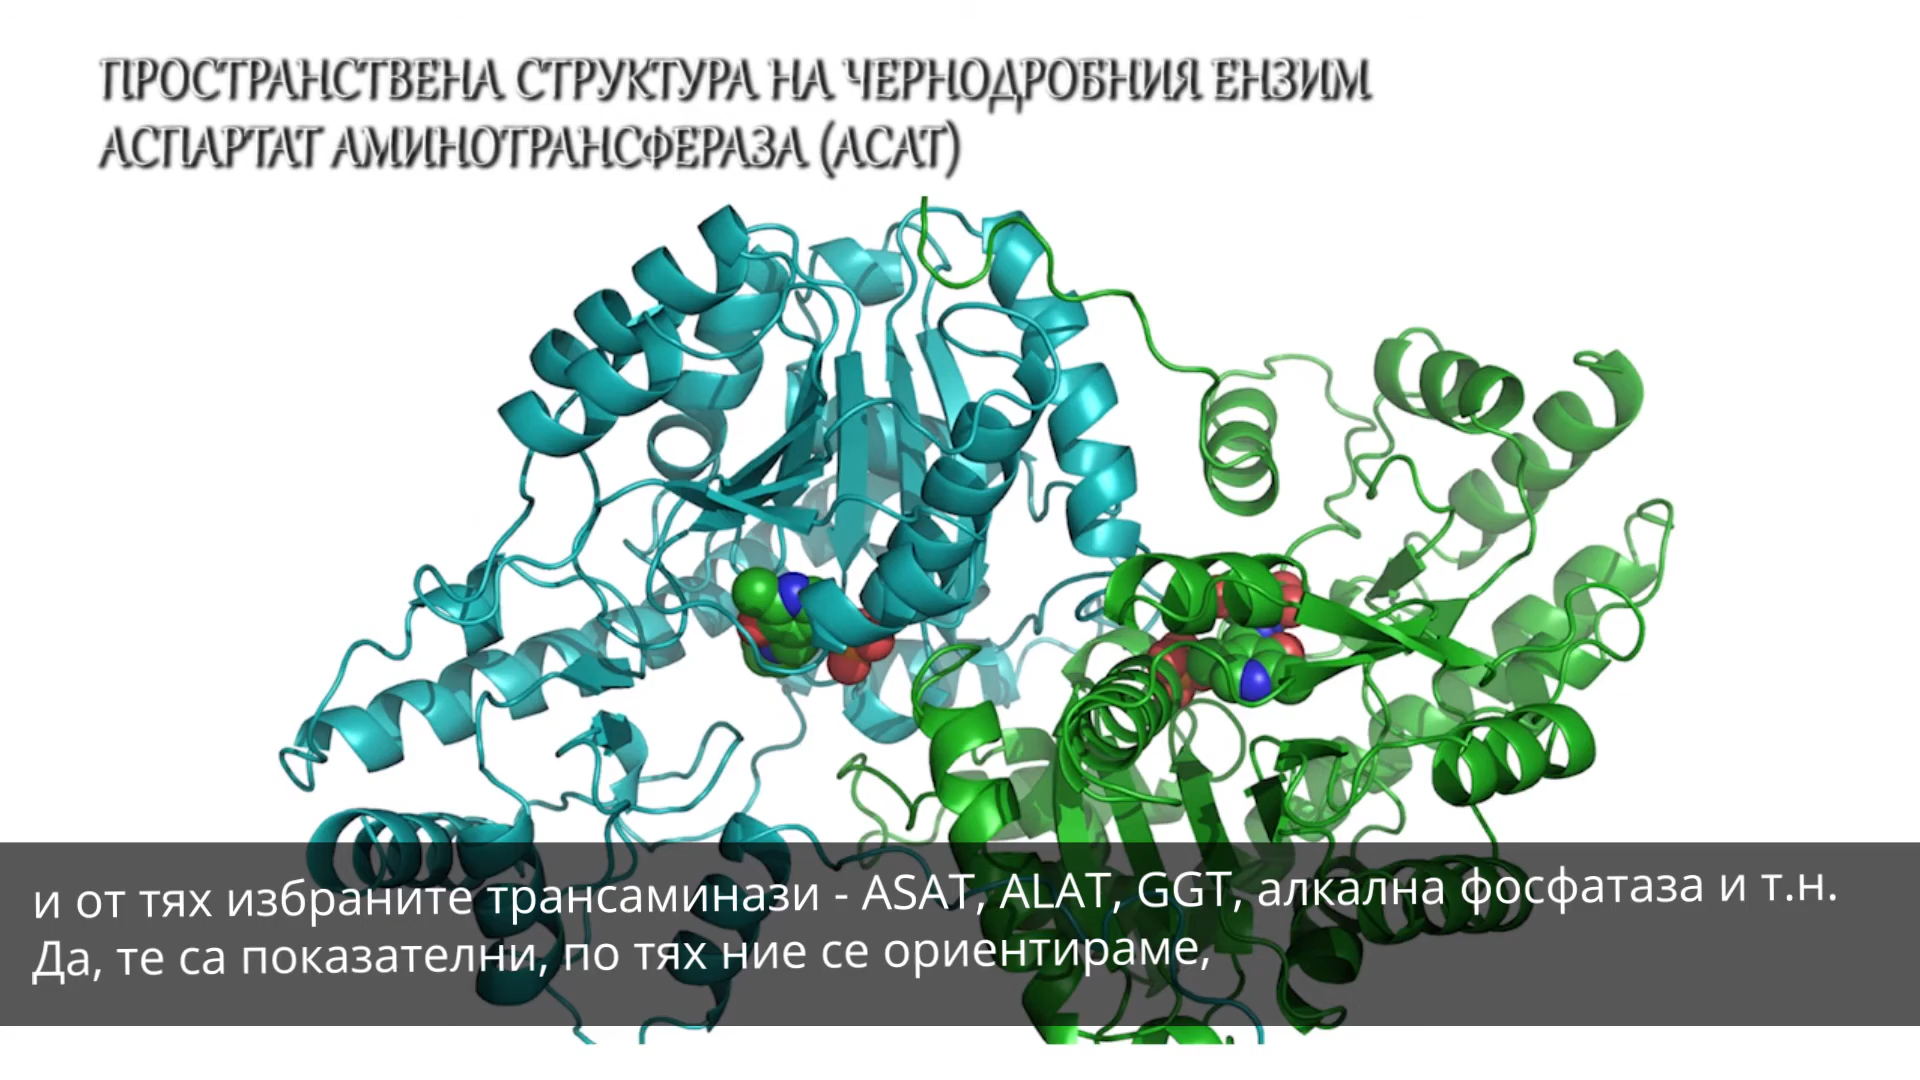 ПРОСТРАНСТВЕНА СТРУКТУРА НА ЧЕРНОДРОБНИЯ ЕНЗИМ
АСПАРТАТ АМИНОТРАНСФЕРАЗА (АСАТ)
и от тях избраните трансаминази - ASAT, ALAT, GGT, алкална фосфатаза и т.н.
Да, те са показателни, по тях ние се ориентираме,